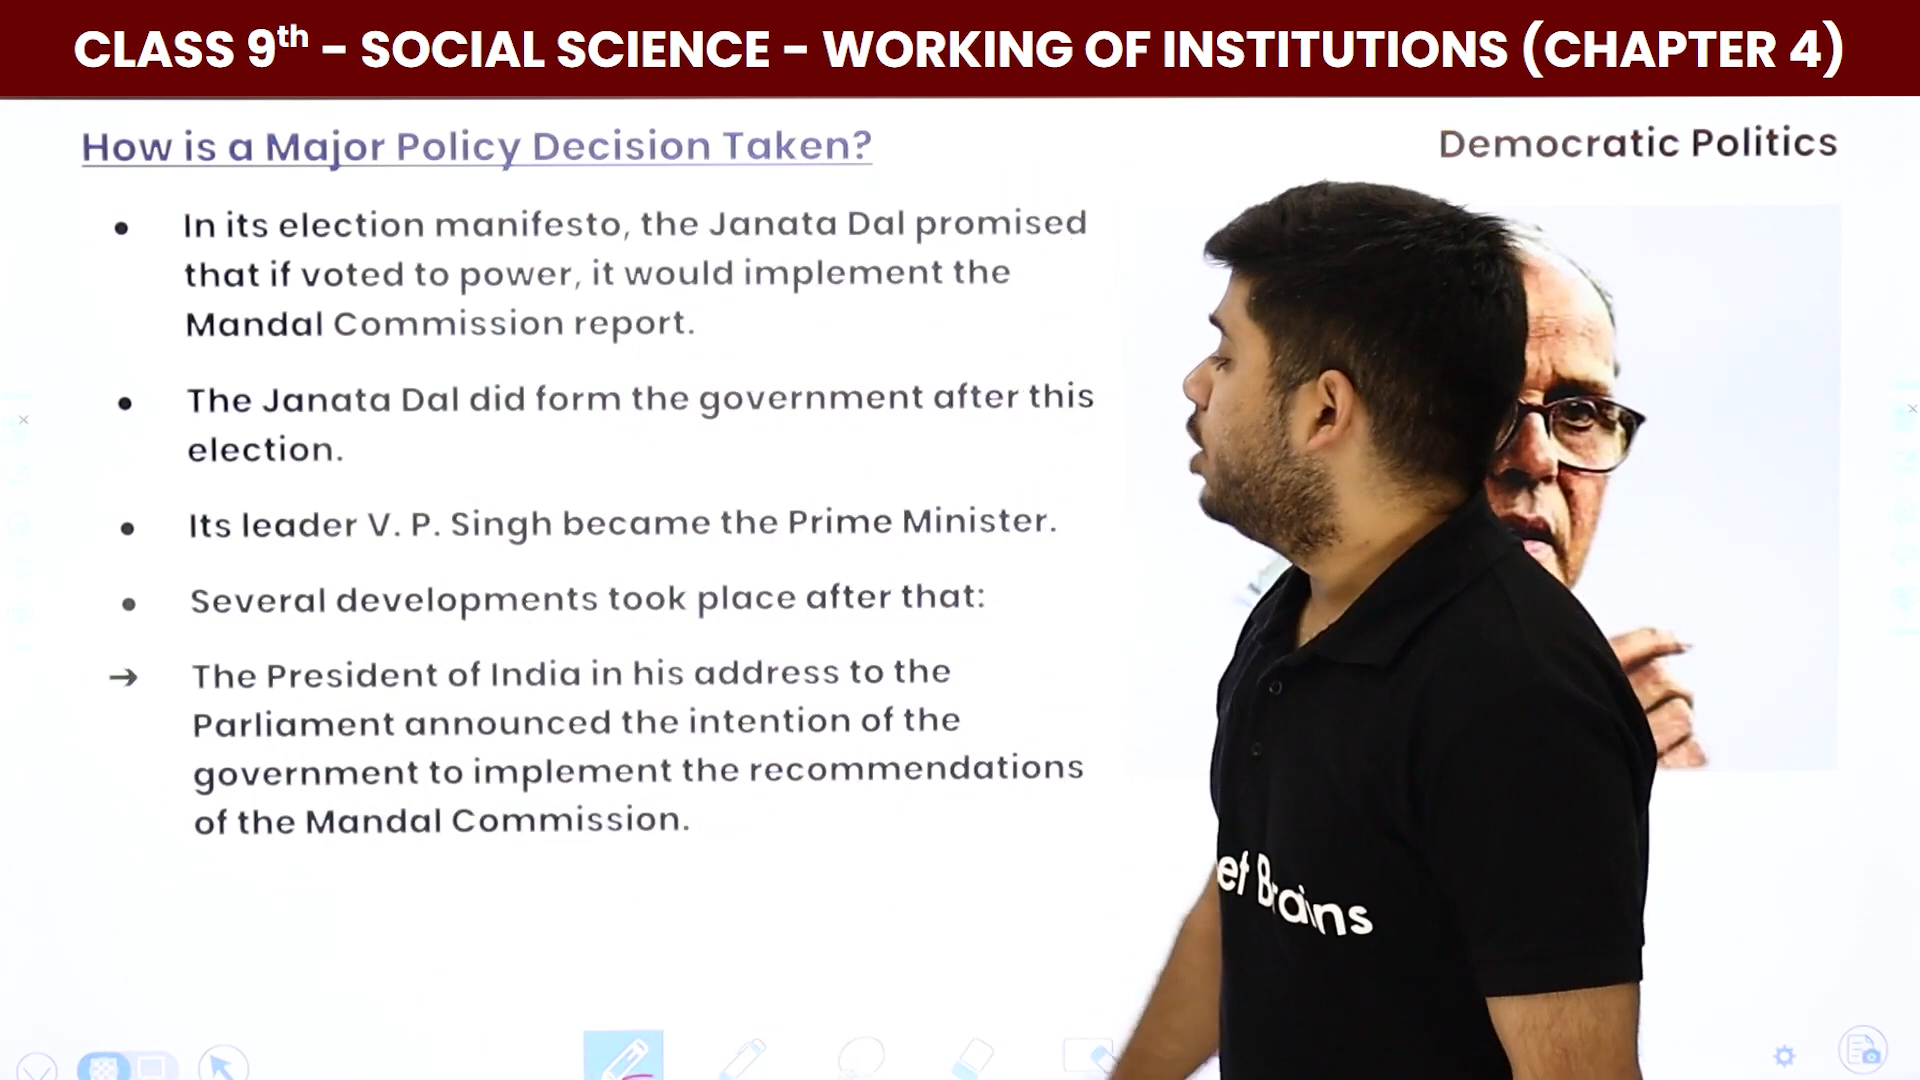 CLASS 9th – SOCIAL SCIENCE – WORKING OF INSTITUTIONS (CHAPTER 4)
How is a Major Policy Decision Taken?
Democratic Politics
• In its election manifesto, the Janata Dal promised
that if voted to power, it would implement the
Mandal Commission report.
• The Janata Dal did form the government after this
election.
• Its leader V. P. Singh became the Prime Minister.
• Several developments took place after that:
→ The President of India in his address to the
Parliament announced the intention of the
government to implement the recommendations
of the Mandal Commission.
et Brains